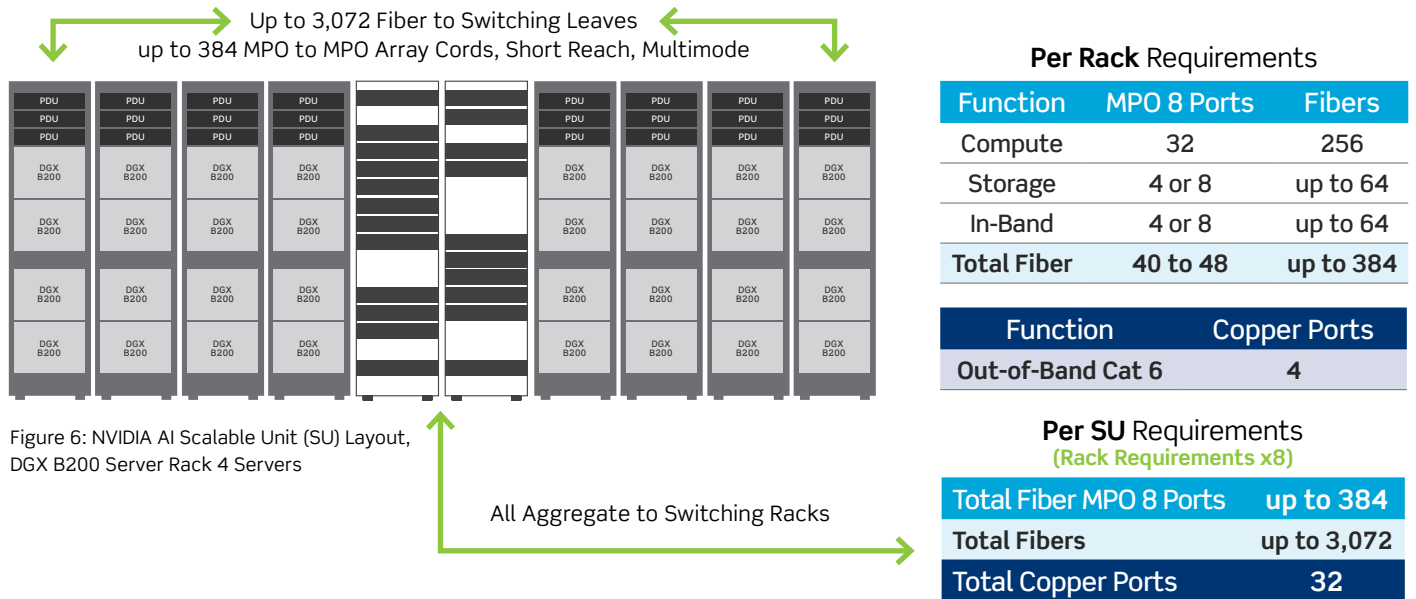 Up to 3,072 Fiber to Switching Leaves
up to 384 MPO to MPO Array Cords, Short Reach, Multimode
PDU PDU PDU PDU PDU PDU PDU PDU
PDU PDU PDU PDU PDU PDU PDU PDU
PDU PDU PDU PDU PDU PDU PDU PDU
DGX DGX DGX DGX DGX DGX DGX DGX
B200 B200 B200 B200 B200 B200 B200 B200
DGX DGX DGX DGX DGX DGX DGX DGX
B200 B200 B200 B200 B200 B200 B200 B200
DGX DGX DGX DGX DGX DGX DGX DGX
B200 B200 B200 B200 B200 B200 B200 B200
DGX DGX DGX DGX DGX DGX DGX DGX
B200 B200 B200 B200 B200 B200 B200 B200
Figure 6: NVIDIA AI Scalable Unit (SU) Layout,
DGX B200 Server Rack 4 Servers
All Aggregate to Switching Racks
Per Rack Requirements
Function MPO 8 Ports Fibers
Compute 32 256
Storage 4 or 8 up to 64
In-Band 4 or 8 up to 64
Total Fiber 40 to 48 up to 384
Function Copper Ports
Out-of-Band Cat 6 4
Per SU Requirements
(Rack Requirements x8)
Total Fiber MPO 8 Ports up to 384
Total Fibers up to 3,072
Total Copper Ports 32